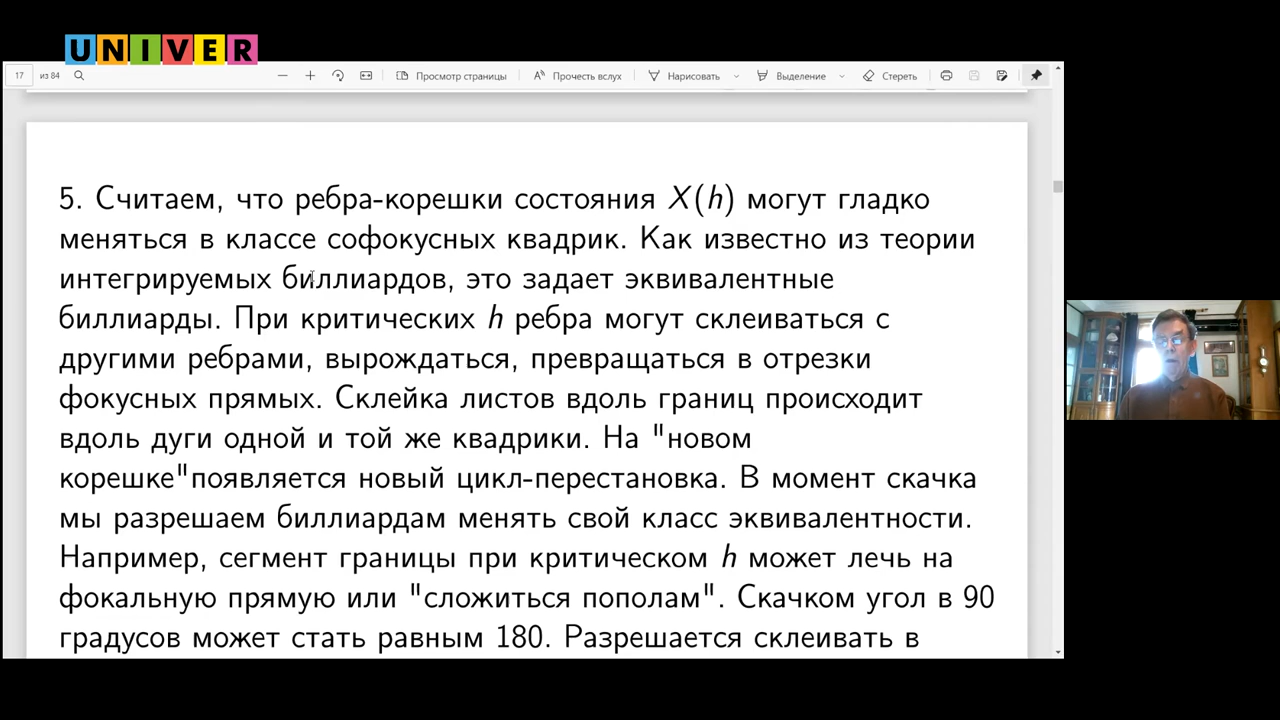 UNIVER
17 из 84 Просмотр страницы Прочесть вслух Нарисовать Выделение Стереть
5. Считаем, что ребра-корешки состояния X(h) могут гладко
меняться в классе софокусных квадрик. Как известно из теории
интегрируемых биллиардов, это задает эквивалентные
биллиарды. При критических h ребра могут склеиваться с
другими ребрами, вырождаться, превращаться в отрезки
фокусных прямых. Склейка листов вдоль границ происходит
вдоль дуги одной и той же квадрики. На "новом
корешке"появляется новый цикл-перестановка. В момент скачка
мы разрешаем биллиардам менять свой класс эквивалентности.
Например, сегмент границы при критическом h может лечь на
фокальную прямую или "сложиться пополам". Скачком угол в 90
градусов может стать равным 180. Разрешается склеивать в